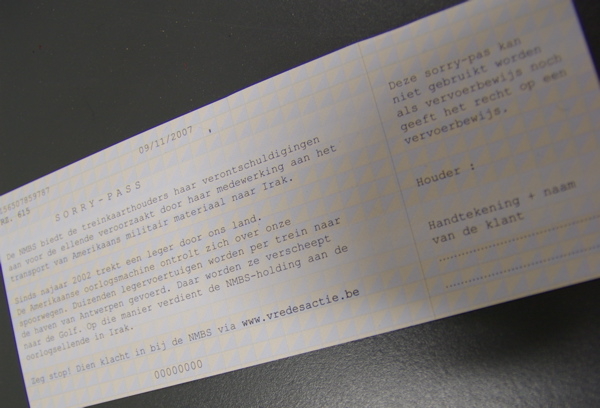 09/11/2007
SORRY-PASS
De NMBS biedt de treinkaarthouders haar verontschuldigingen
aan voor de ellende veroorzaakt door haar medewerking aan het
transport van Amerikaans militair materiaal naar Irak.
Sinds najaar 2002 trekt een leger door ons land.
De Amerikaanse oorlogsmachine ontrolt zich over onze
spoorwegen. Duizenden legervoertuigen worden per trein naar
de haven van Antwerpen gevoerd. Daar worden ze verscheept
naar de Golf. Op die manier verdient de NMBS-holding aan de
oorlogsellende in Irak.
Zeg stop! Dien klacht in bij de NMBS via www.vredesactie.be
00000000
Deze sorry-pas kan
niet gebruikt worden
als vervoerbewijs noch
geeft het recht op een
vervoerbewijs.
Houder :
Handtekening + naam
van de klant